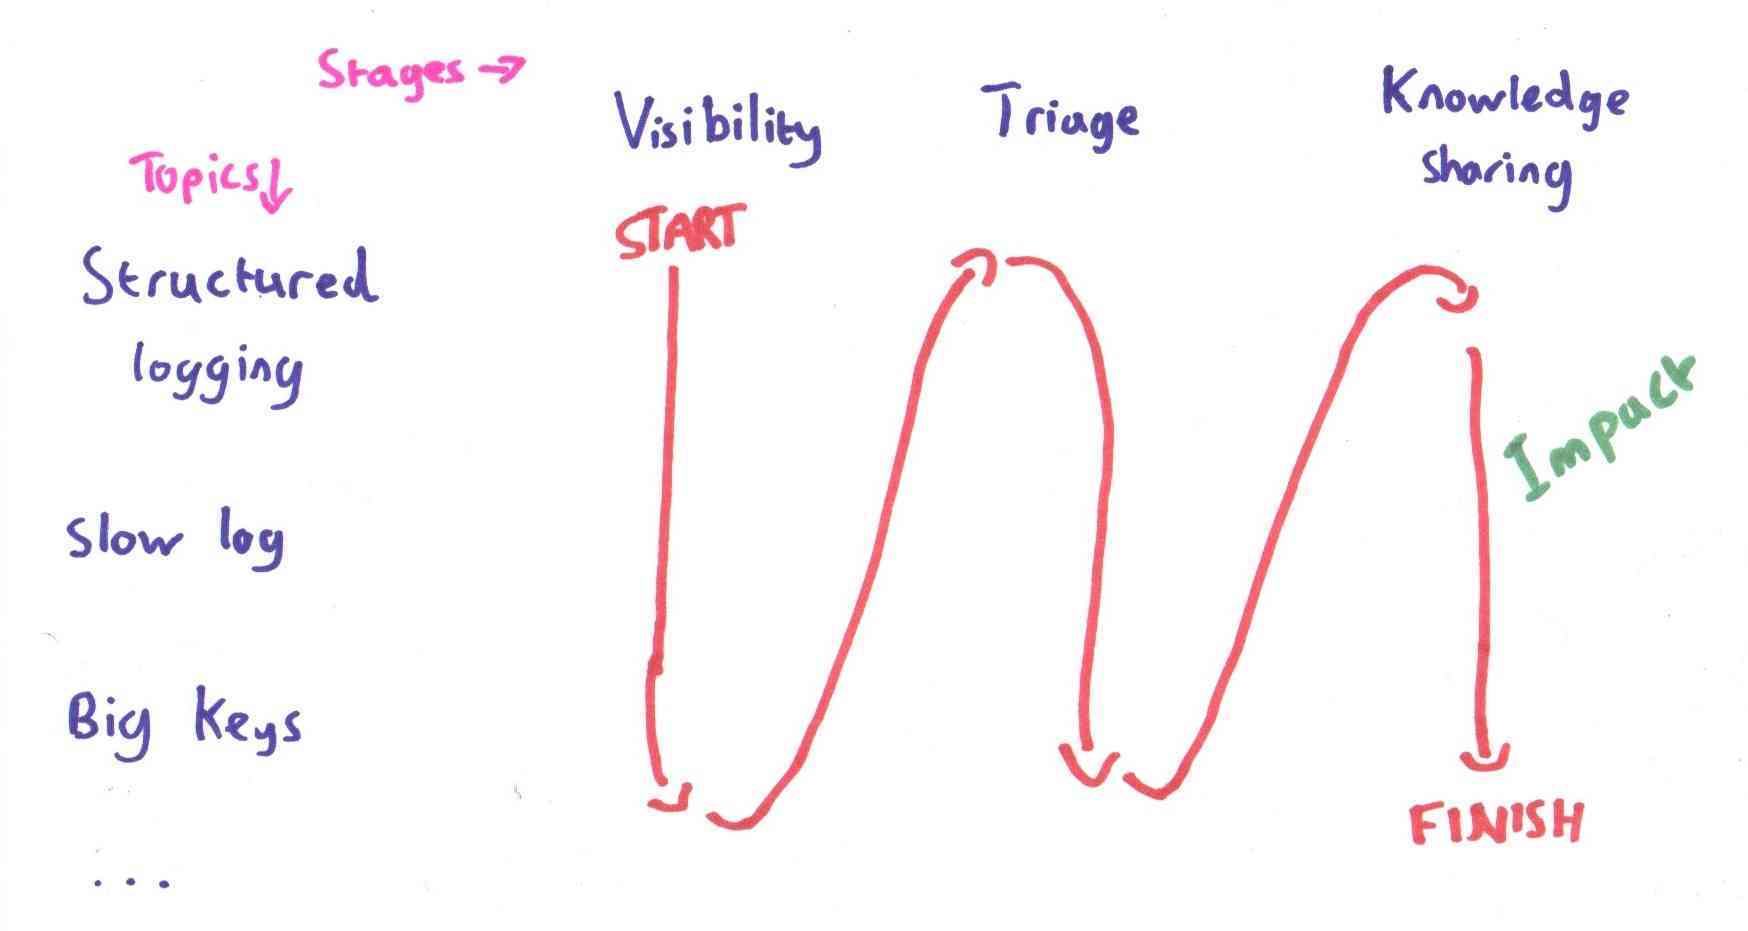 Stages →
Visibility
Triage
Knowledge
sharing
Topics ↓
START
Structured
logging
Impact
Slow log
Big Keys
FINISH
...